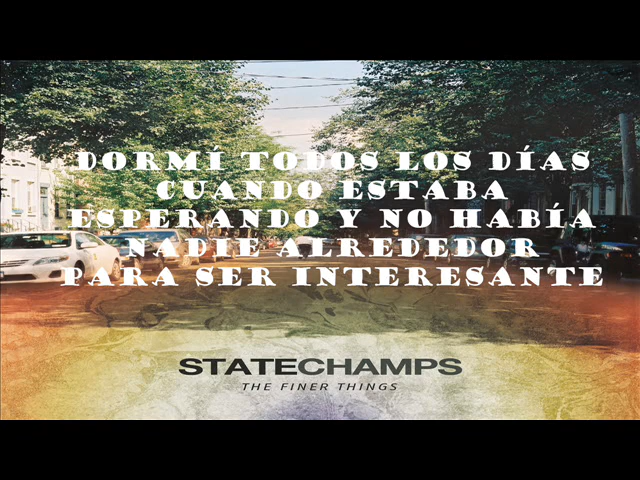 DORMÍ TODOS LOS DÍAS
CUANDO ESTABA
ESPERANDO Y NO HABÍA
NADIE ALREDEDOR
PARA SER INTERESANTE
STATECHAMPS
THE FINER THINGS